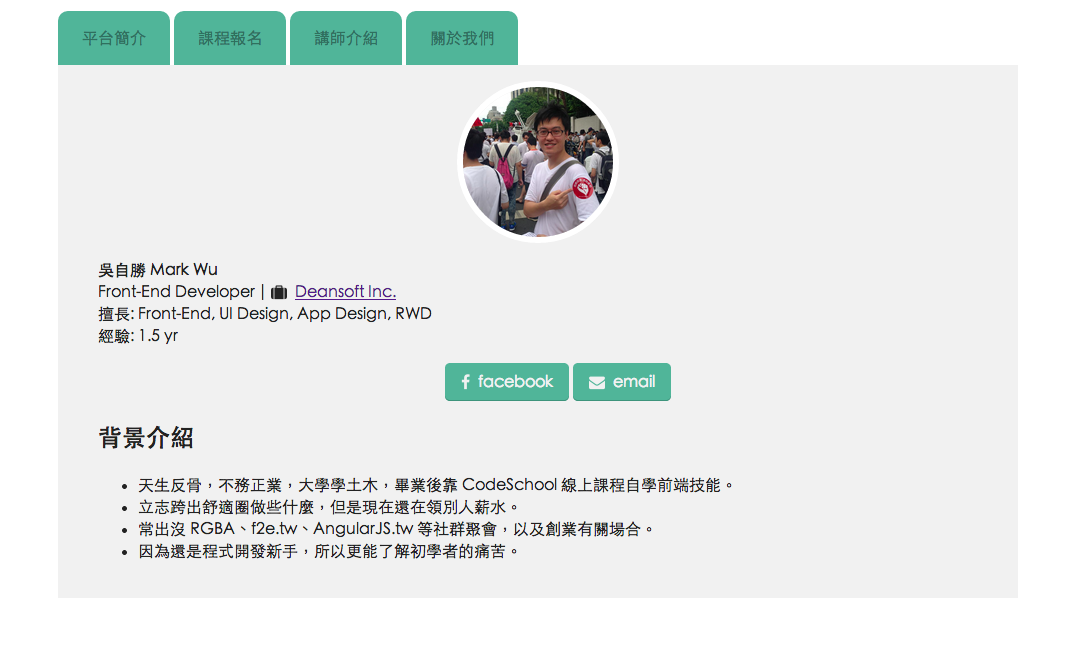 平台簡介
課程報名
講師介紹
關於我們
吳自勝 Mark Wu
Front-End Developer | Deansoft Inc.
擅長: Front-End, UI Design, App Design, RWD
經驗: 1.5 yr
facebook
email
背景介紹
天生反骨，不務正業，大學學土木，畢業後靠 CodeSchool 線上課程自學前端技能。
立志跨出舒適圈做些什麼，但是現在還在領別人薪水。
常出沒 RGBA、f2e.tw、AngularJS.tw 等社群聚會，以及創業有關場合。
因為還是程式開發新手，所以更能了解初學者的痛苦。